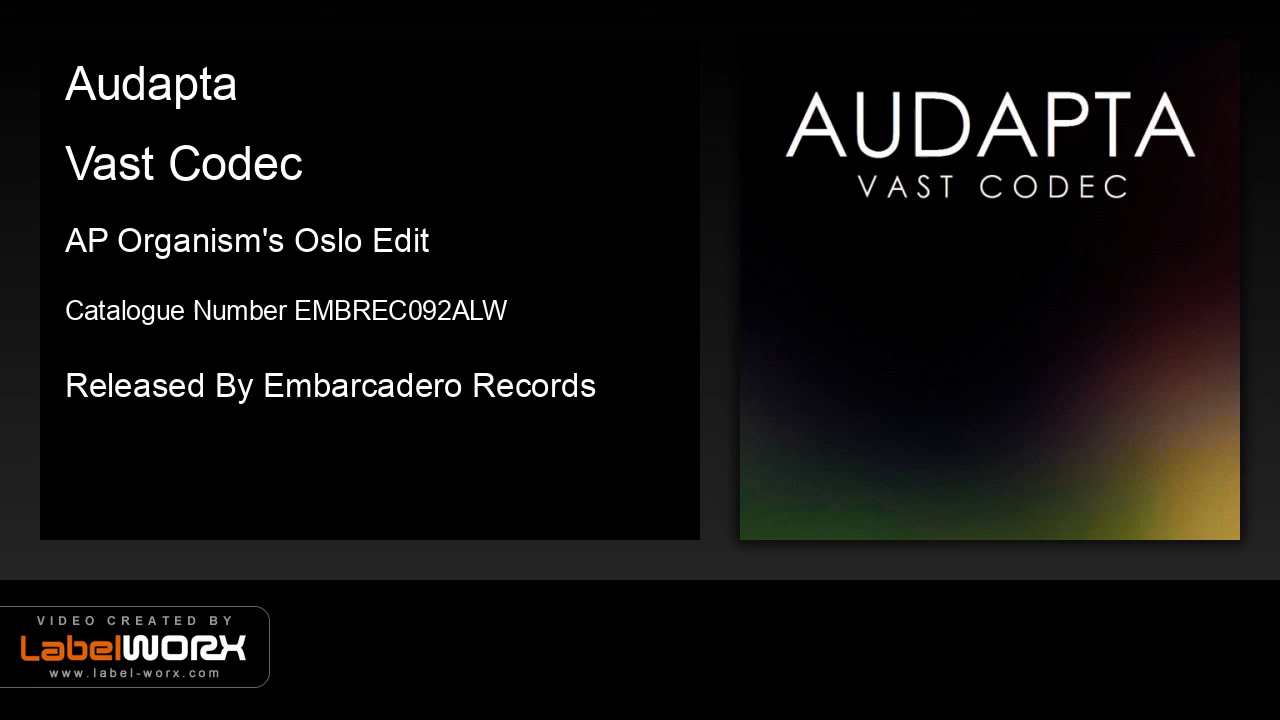 Audapta
Vast Codec
AP Organism's Oslo Edit
Catalogue Number EMBREC092ALW
Released By Embarcadero Records
AUDAPTA
VAST CODEC
VIDEO CREATED BY
LabelWORX
www.label-worx.com